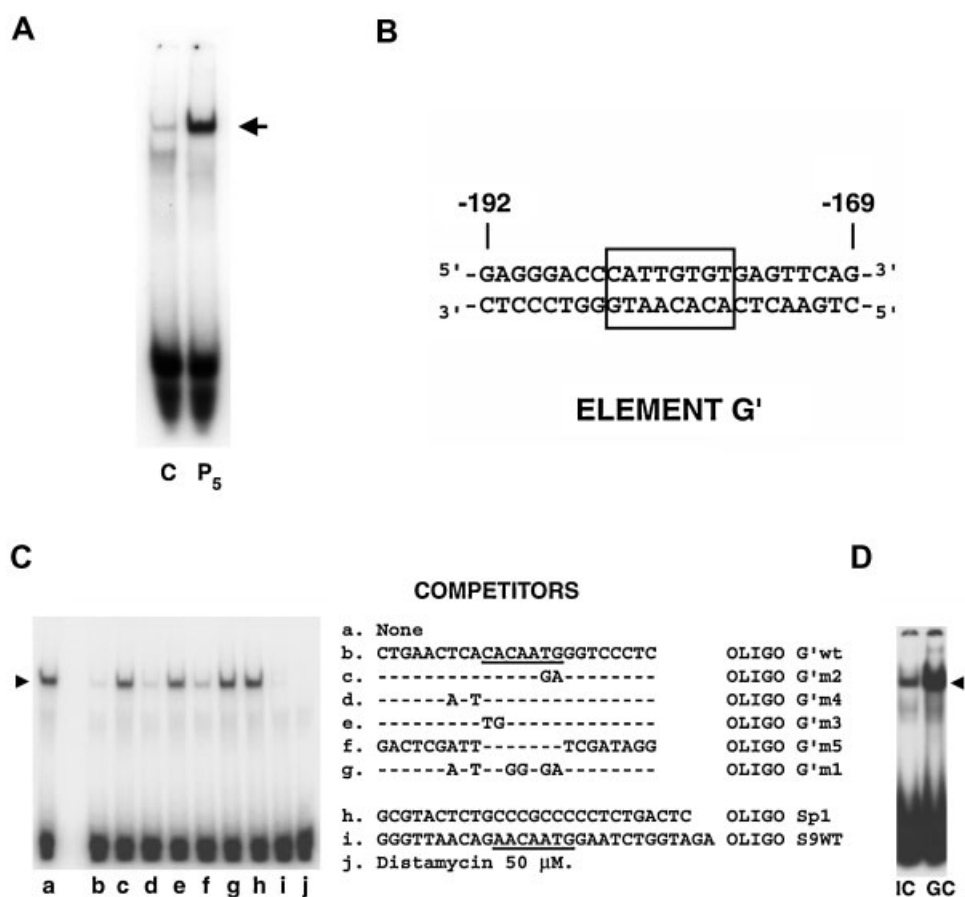 A
B
C P5
-192 -169
5'-GAGGGACCCATTGTGTGAGTTCAG-3'
3'-CTCCCTGGGTAACACACTCAAGTC-5'
ELEMENT G'
C
D
COMPETITORS
a. None
b. CTGAACTCACACAATGGGTCCCTC OLIGO G'wt
c. --------------GA-------- OLIGO G'm2
d. ------A-T--------------- OLIGO G'm4
e. ---------TG------------- OLIGO G'm3
f. GACTCGATT-------TCGATAGG OLIGO G'm5
g. ------A-T--GG-GA-------- OLIGO G'm1
h. GCGTACTCTGCCCGCCCCCTCTGACTC OLIGO Sp1
i. GGGTTAACAGAACAATGGAATCTGGTAGA OLIGO S9WT
j. Distamycin 50 μM.
a b c d e f g h i j
IC GC